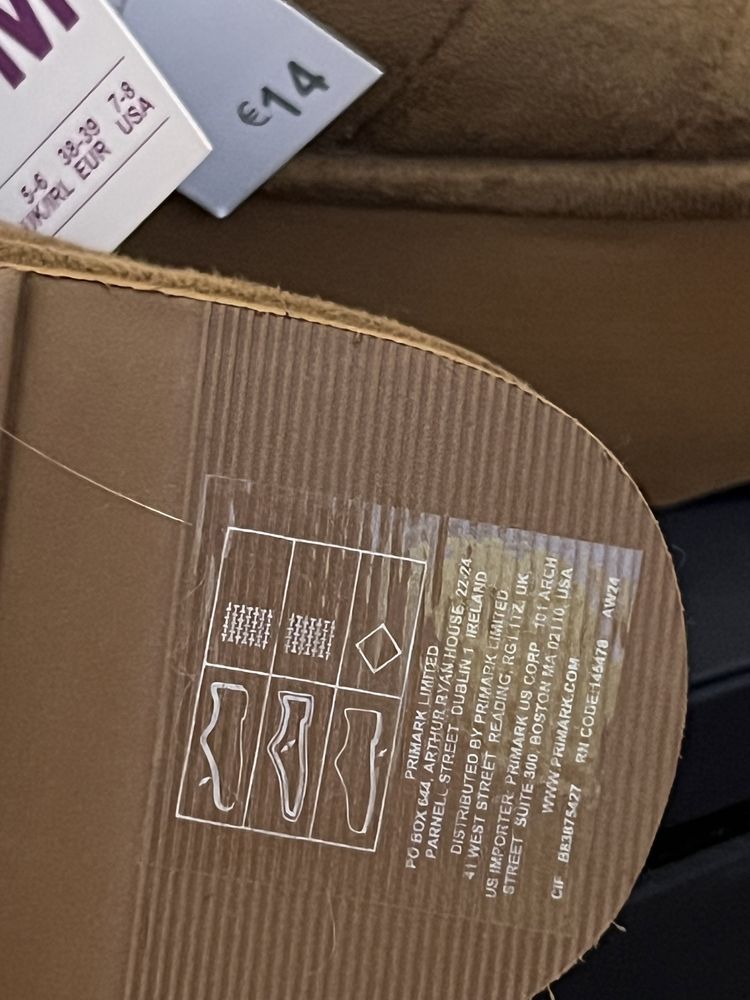 M
5-6 38-39 7-8
UK/IRL EUR USA
€14
PRIMARK LIMITED
PO BOX 644, ARTHUR RYAN HOUSE, 22-24
PARNELL STREET DUBLIN 1 IRELAND
DISTRIBUTED BY PRIMARK LIMITED
41 WEST STREET READING, RG1 1TZ, UK,
US IMPORTER: PRIMARK US CORP 101 ARCH
STREET SUITE 300, BOSTON MA 02110, USA
WWW.PRIMARK.COM
CIF B83875427 RN CODE:145478 AW24